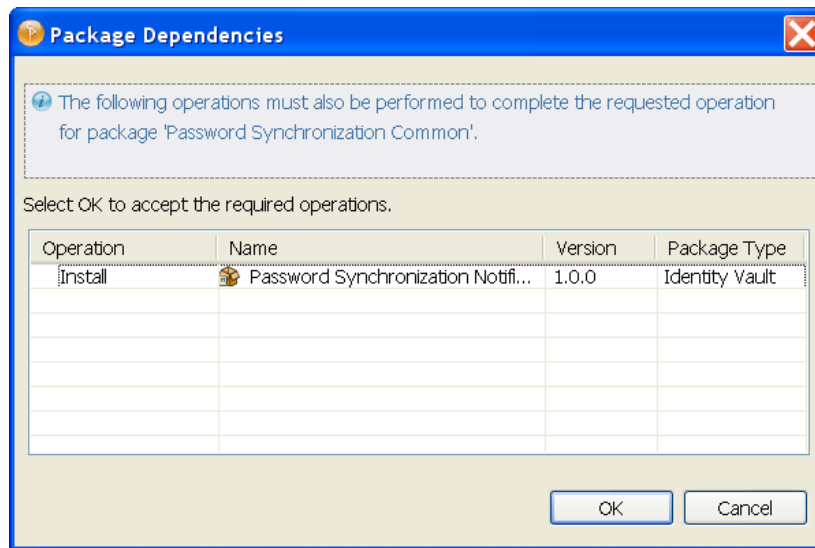 Package Dependencies
The following operations must also be performed to complete the requested operation
for package 'Password Synchronization Common'.
Select OK to accept the required operations.
Operation Name Version Package Type
Install Password Synchronization Notifi... 1.0.0 Identity Vault
OK Cancel